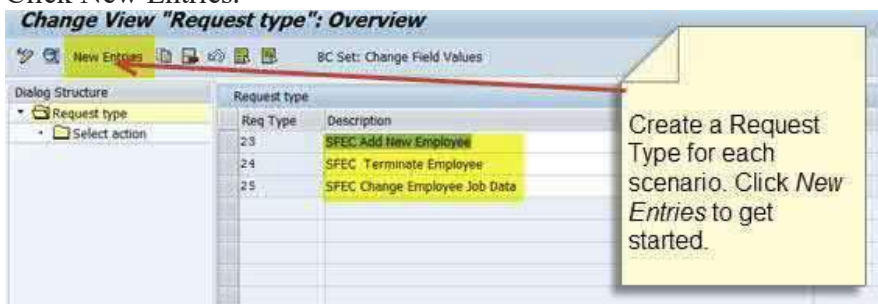 Click New Entries.
Change View "Request type": Overview
New Entries BC Set: Change Field Values
Dialog Structure
Request type
Select action
Request type
Req Type Description
23 SFEC Add New Employee
24 SFEC Terminate Employee
25 SFEC Change Employee Job Data
Create a Request
Type for each
scenario. Click New
Entries to get
started.